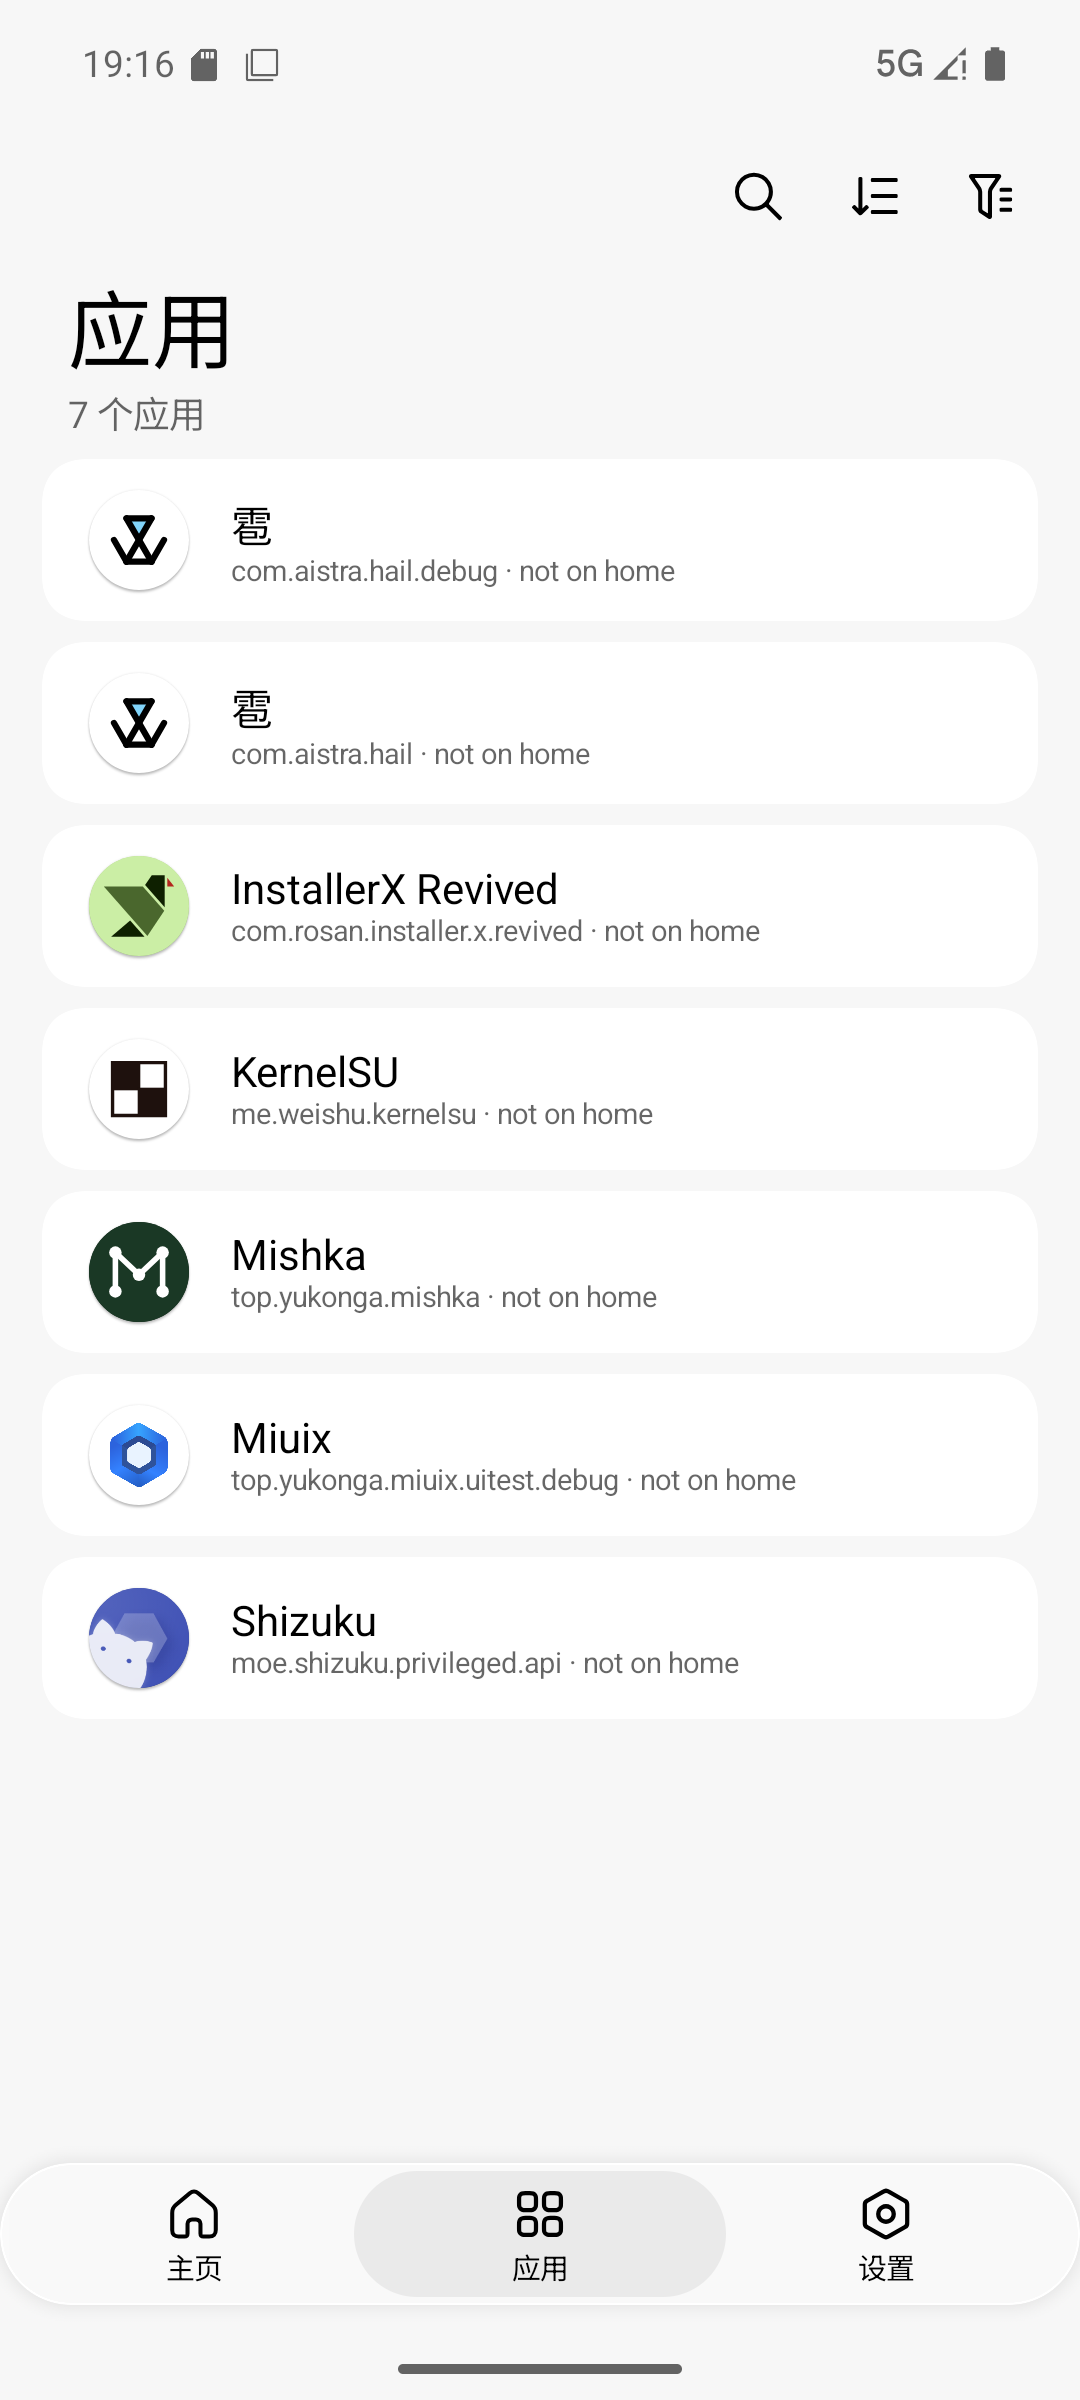 19:16
5G
应用
7 个应用
雹
com.aistra.hail.debug · not on home
雹
com.aistra.hail · not on home
InstallerX Revived
com.rosan.installer.x.revived · not on home
KernelSU
me.weishu.kernelsu · not on home
Mishka
top.yukonga.mishka · not on home
Miuix
top.yukonga.miuix.uitest.debug · not on home
Shizuku
moe.shizuku.privileged.api · not on home
主页
应用
设置